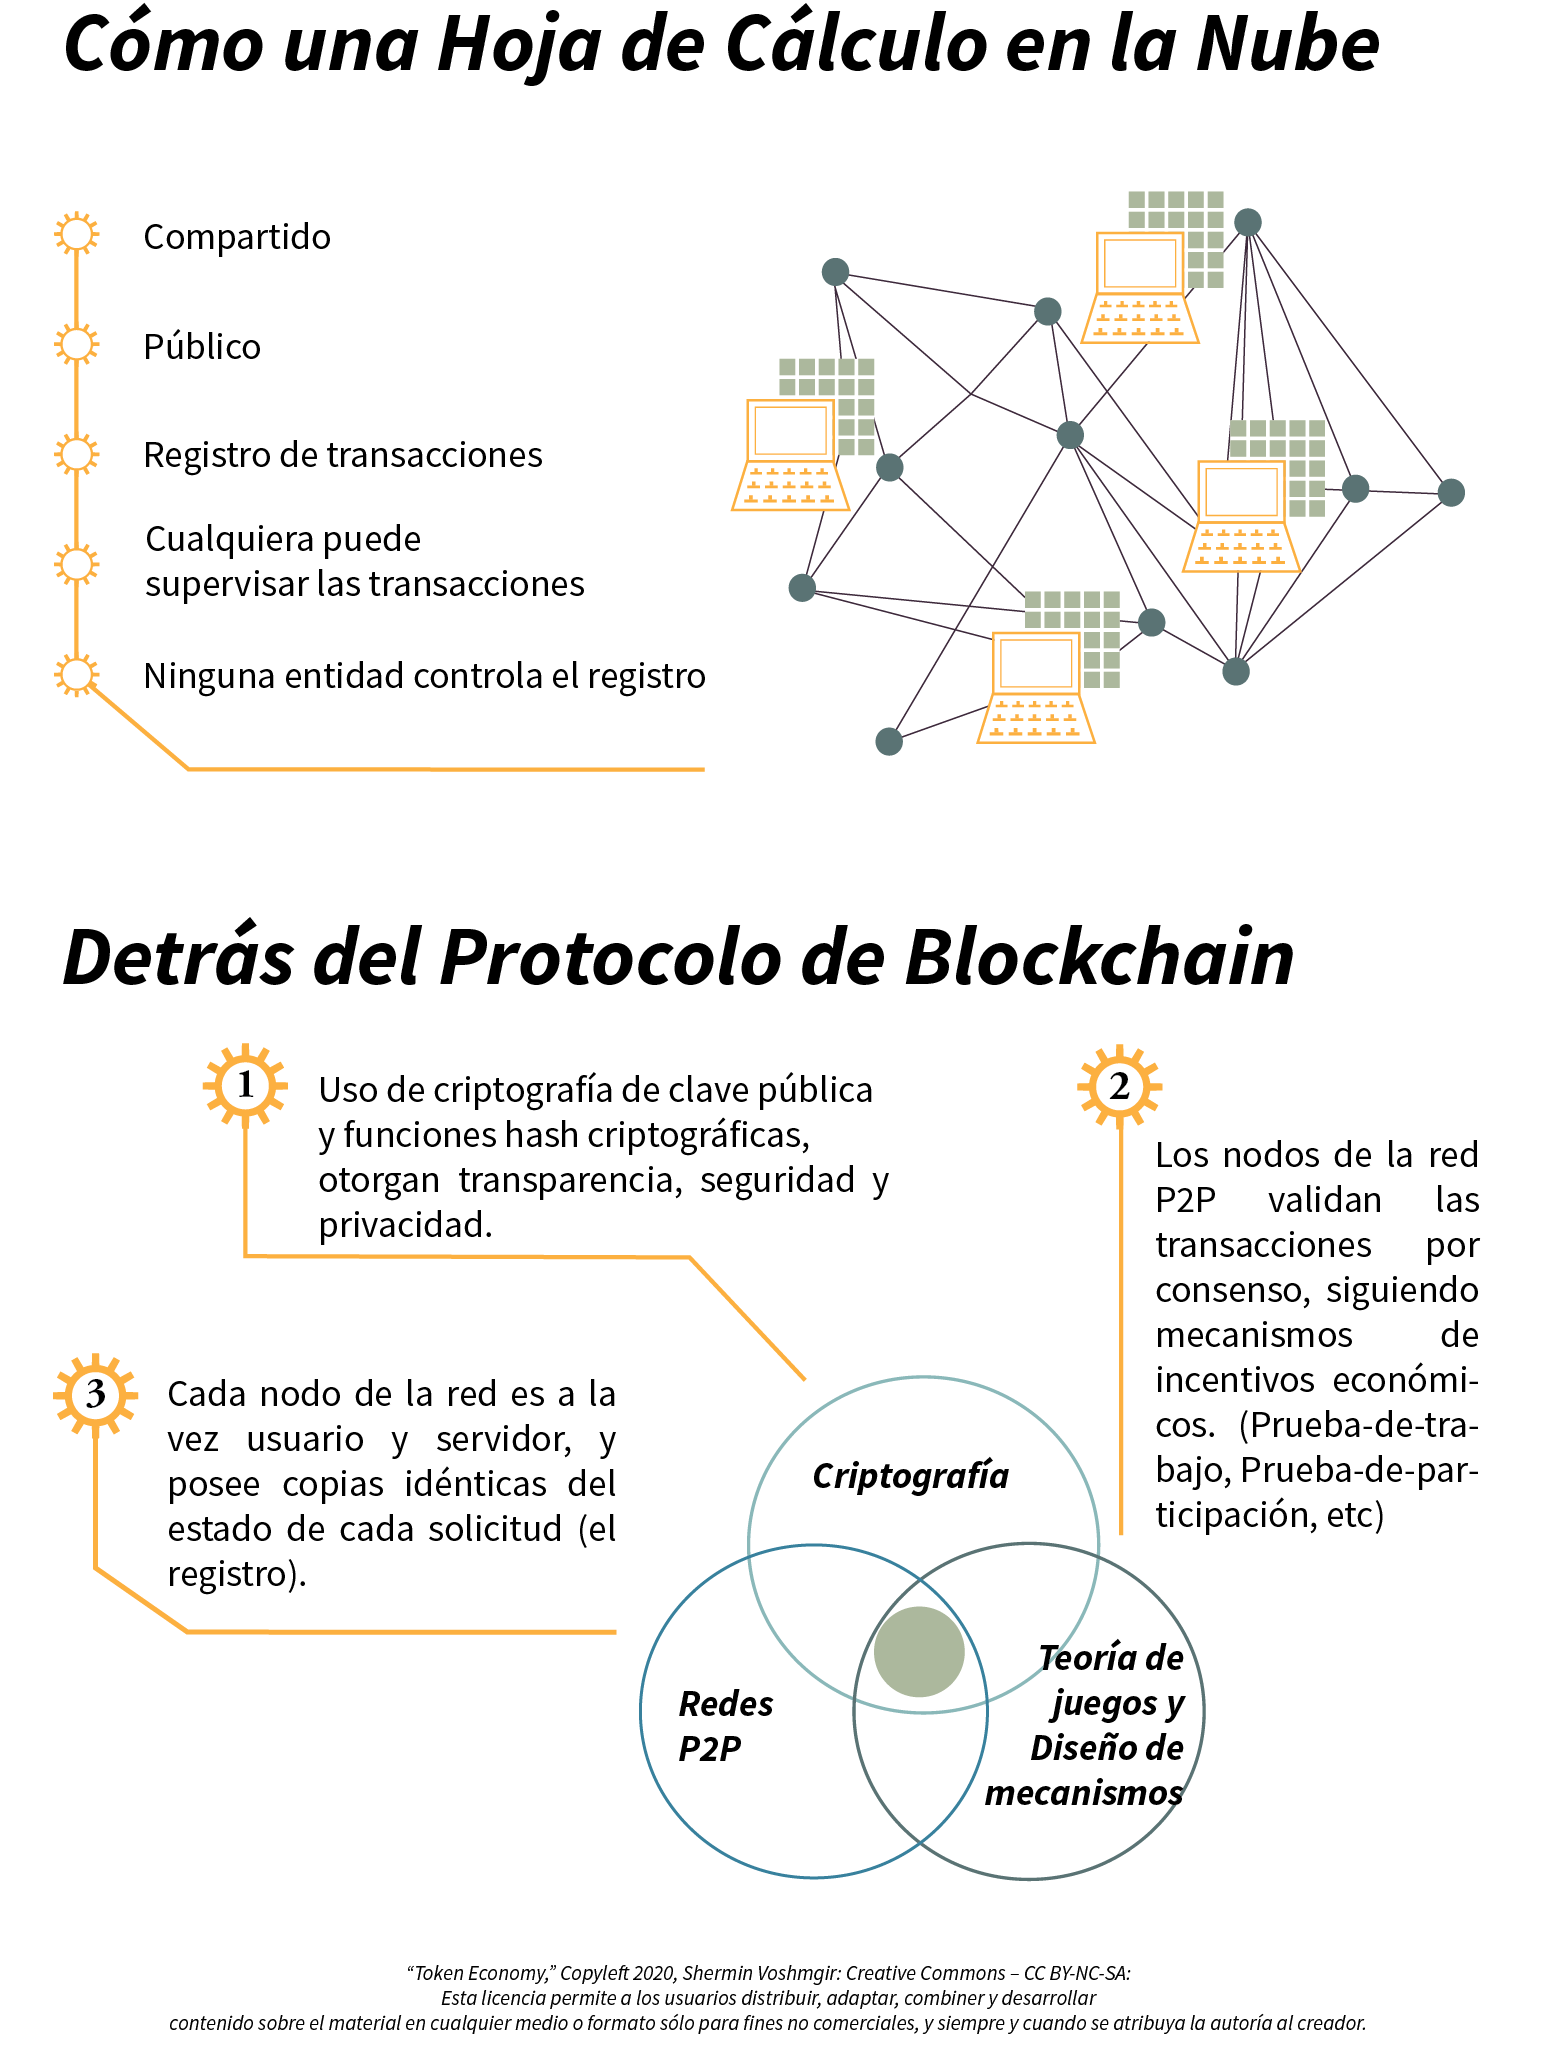 Cómo una Hoja de Cálculo en la Nube
Compartido
Público
Registro de transacciones
Cualquiera puede
supervisar las transacciones
Ninguna entidad controla el registro
Detrás del Protocolo de Blockchain
1
Uso de criptografía de clave pública
y funciones hash criptográficas,
otorgan transparencia, seguridad y
privacidad.
2
Los nodos de la red
P2P validan las
transacciones por
consenso, siguiendo
mecanismos de
incentivos económi-
cos. (Prueba-de-tra-
bajo, Prueba-de-par-
ticipación, etc)
3
Cada nodo de la red es a la
vez usuario y servidor, y
posee copias idénticas del
estado de cada solicitud (el
registro).
Criptografía
Redes
P2P
Teoría de
juegos y
Diseño de
mecanismos
“Token Economy,” Copyleft 2020, Shermin Voshmgir: Creative Commons – CC BY-NC-SA:
Esta licencia permite a los usuarios distribuir, adaptar, combiner y desarrollar
contenido sobre el material en cualquier medio o formato sólo para fines no comerciales, y siempre y cuando se atribuya la autoría al creador.